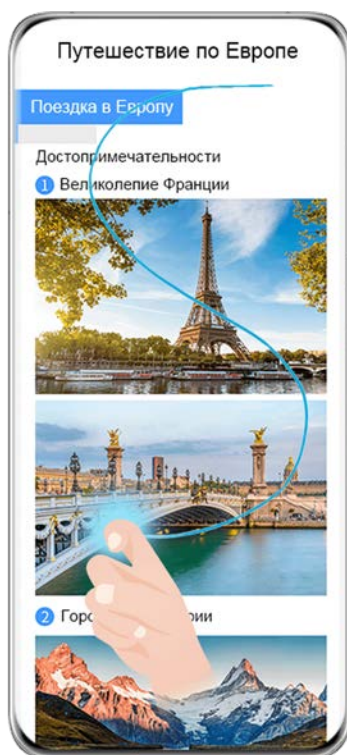 Путешествие по Европе
Поездка в Европу
Достопримечательности
1 Великолепие Франции
2